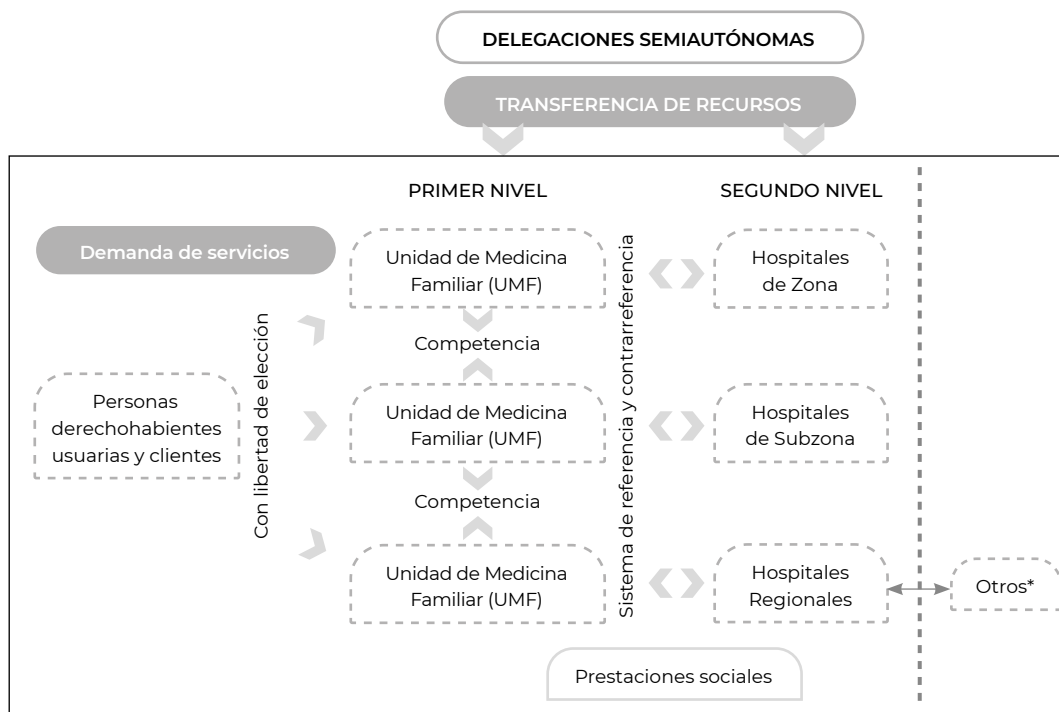 DELEGACIONES SEMIAUTÓNOMAS
TRANSFERENCIA DE RECURSOS
PRIMER NIVEL
SEGUNDO NIVEL
Demanda de servicios
Personas
derechohabientes
usuarias y clientes
Con libertad de elección
Unidad de Medicina
Familiar (UMF)
Competencia
Unidad de Medicina
Familiar (UMF)
Competencia
Unidad de Medicina
Familiar (UMF)
Sistema de referencia y contrarreferencia
Hospitales
de Zona
Hospitales
de Subzona
Hospitales
Regionales
Otros*
Prestaciones sociales